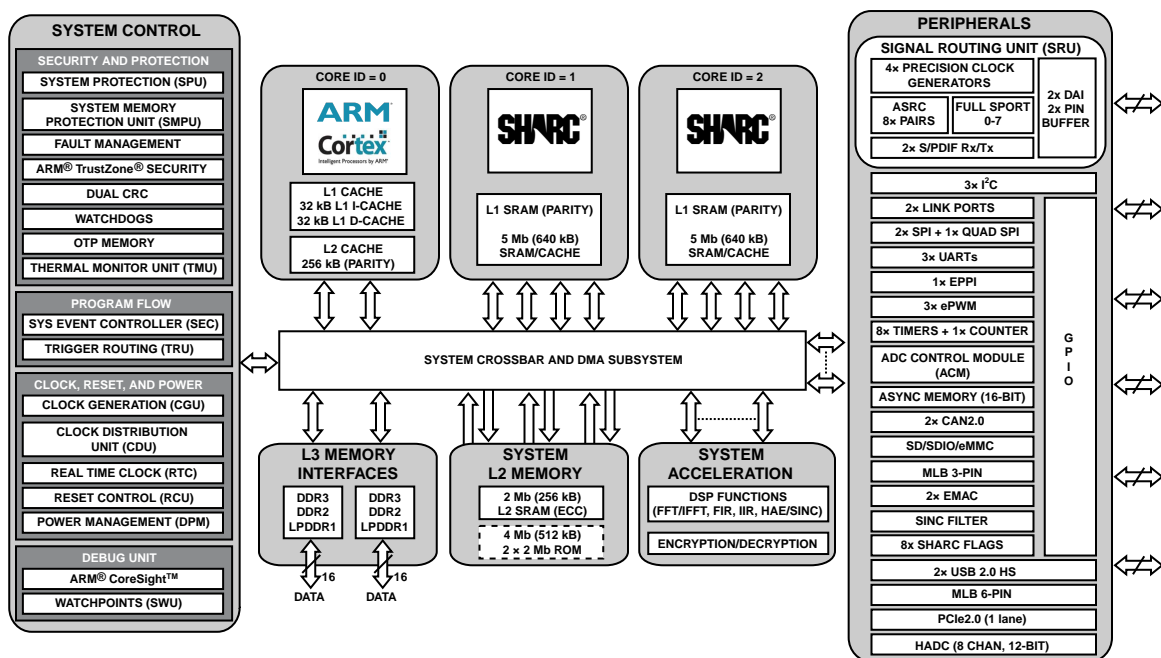 SYSTEM CONTROL
SECURITY AND PROTECTION
SYSTEM PROTECTION (SPU)
SYSTEM MEMORY
PROTECTION UNIT (SMPU)
FAULT MANAGEMENT
ARM® TrustZone® SECURITY
DUAL CRC
WATCHDOGS
OTP MEMORY
THERMAL MONITOR UNIT (TMU)
PROGRAM FLOW
SYS EVENT CONTROLLER (SEC)
TRIGGER ROUTING (TRU)
CLOCK, RESET, AND POWER
CLOCK GENERATION (CGU)
CLOCK DISTRIBUTION
UNIT (CDU)
REAL TIME CLOCK (RTC)
RESET CONTROL (RCU)
POWER MANAGEMENT (DPM)
DEBUG UNIT
ARM® CoreSight™
WATCHPOINTS (SWU)
CORE ID = 0
ARM®
Cortex®
Intelligent Processors by ARM®
L1 CACHE
32 kB L1 I-CACHE
32 kB L1 D-CACHE
L2 CACHE
256 kB (PARITY)
CORE ID = 1
SHARC
L1 SRAM (PARITY)
5 Mb (640 kB)
SRAM/CACHE
CORE ID = 2
SHARC
L1 SRAM (PARITY)
5 Mb (640 kB)
SRAM/CACHE
SYSTEM CROSSBAR AND DMA SUBSYSTEM
L3 MEMORY
INTERFACES
DDR3
DDR2
LPDDR1
DDR3
DDR2
LPDDR1
16
16
DATA
DATA
SYSTEM
L2 MEMORY
2 Mb (256 kB)
L2 SRAM (ECC)
4 Mb (512 kB)
2 × 2 Mb ROM
SYSTEM
ACCELERATION
DSP FUNCTIONS
(FFT/IFFT, FIR, IIR, HAE/SINC)
ENCRYPTION/DECRYPTION
PERIPHERALS
SIGNAL ROUTING UNIT (SRU)
4× PRECISION CLOCK
GENERATORS
ASRC
8× PAIRS
FULL SPORT
0-7
2× S/PDIF Rx/Tx
2x DAI
2x PIN
BUFFER
3× I²C
2× LINK PORTS
2× SPI + 1× QUAD SPI
3× UARTs
1× EPPI
3× ePWM
8× TIMERS + 1× COUNTER
ADC CONTROL MODULE
(ACM)
ASYNC MEMORY (16-BIT)
2× CAN2.0
SD/SDIO/eMMC
MLB 3-PIN
2× EMAC
SINC FILTER
8× SHARC FLAGS
G
P
I
O
2× USB 2.0 HS
MLB 6-PIN
PCIe2.0 (1 lane)
HADC (8 CHAN, 12-BIT)